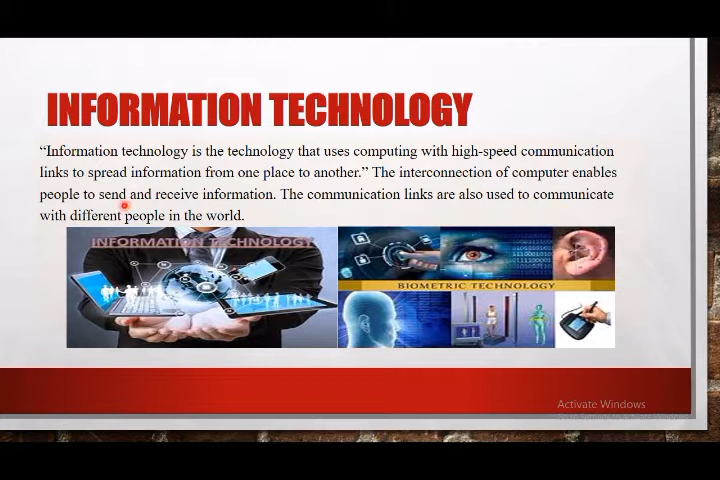 INFORMATION TECHNOLOGY
“Information technology is the technology that uses computing with high-speed communication
links to spread information from one place to another.” The interconnection of computer enables
people to send and receive information. The communication links are also used to communicate
with different people in the world.
INFORMATION TECHNOLOGY
BIOMETRIC TECHNOLOGY
Activate Windows